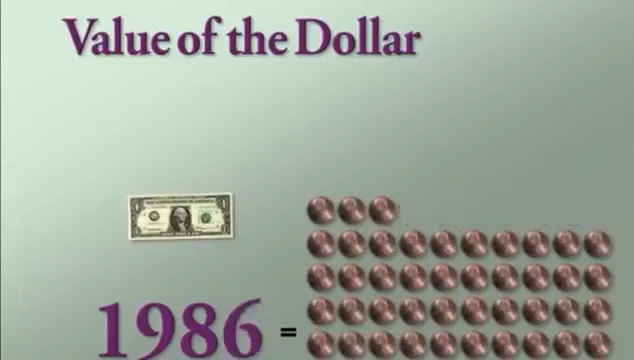 Value of the Dollar
1986 =